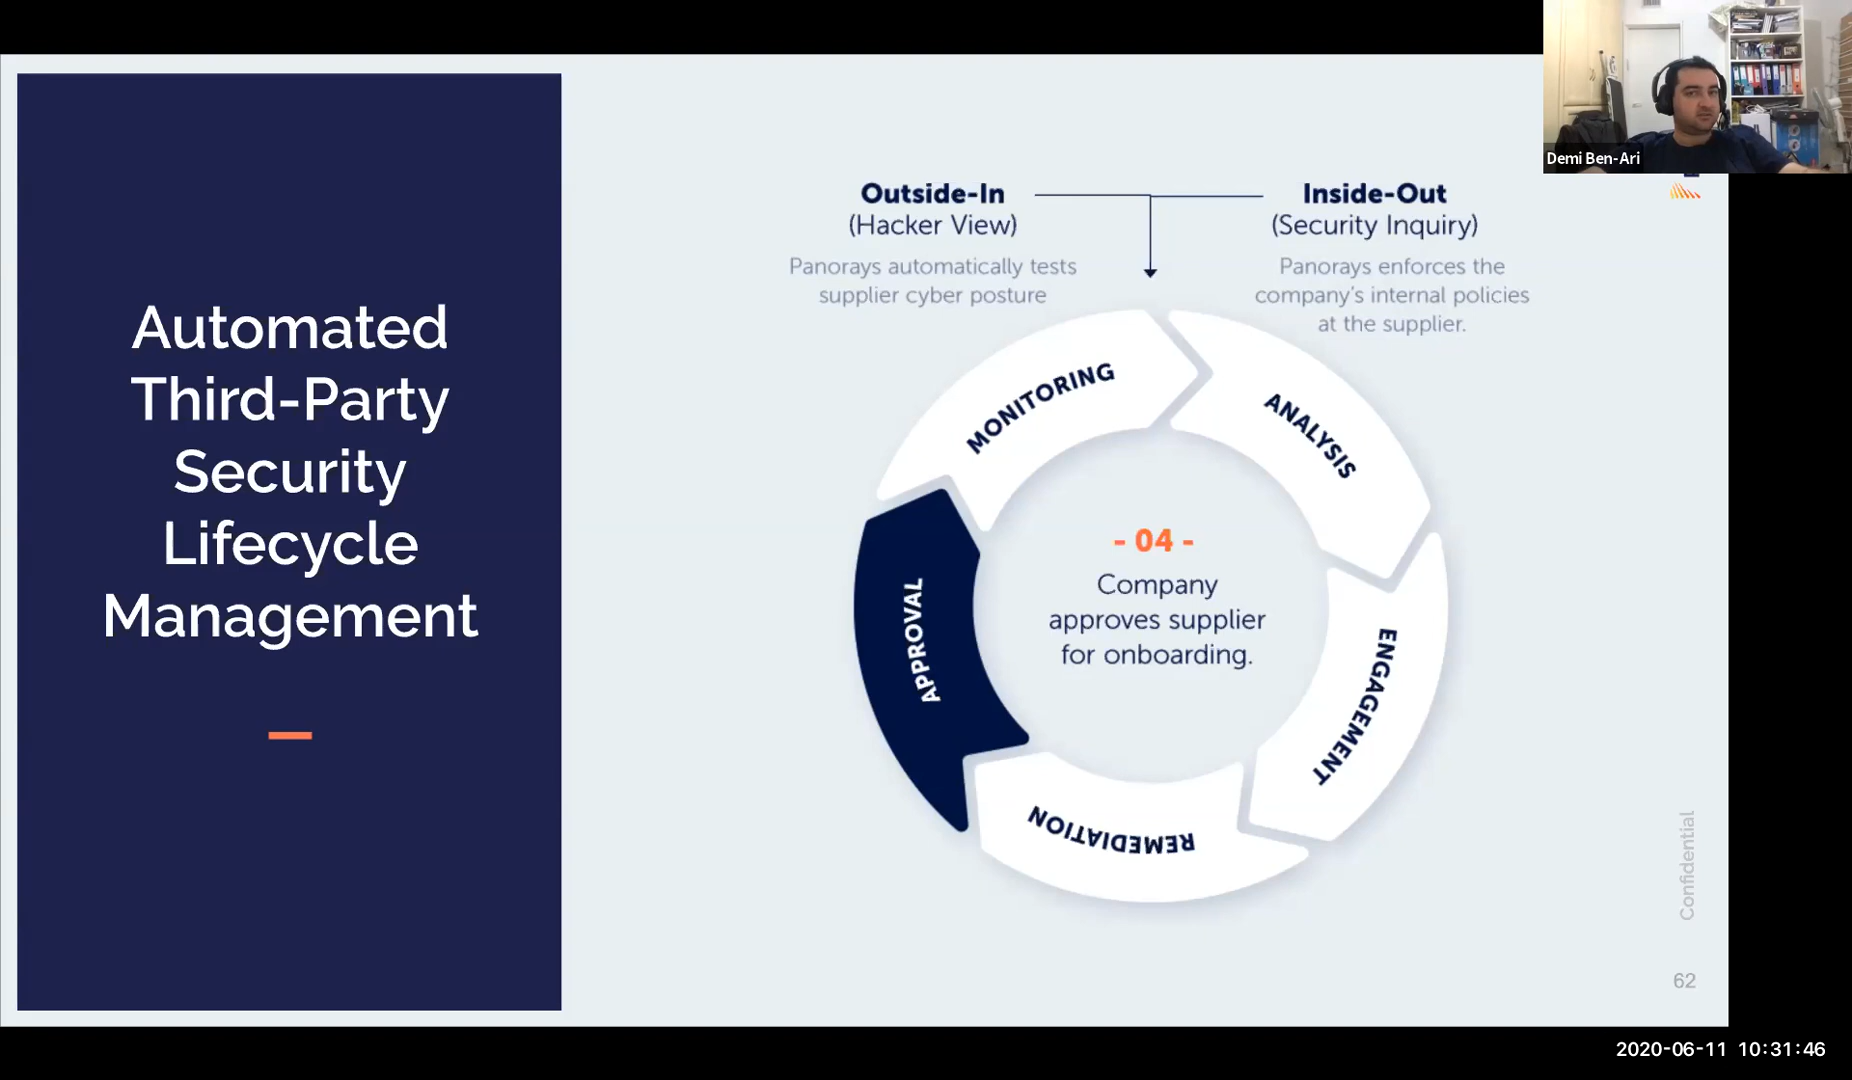 Demi Ben-Ari
Automated
Third-Party
Security
Lifecycle
Management
Outside-In
(Hacker View)
Panorays automatically tests
supplier cyber posture
Inside-Out
(Security Inquiry)
Panorays enforces the
company's internal policies
at the supplier.
MONITORING
ANALYSIS
ENGAGEMENT
REMEDIATION
APPROVAL
- 04 -
Company
approves supplier
for onboarding.
Confidential
62
2020-06-11 10:31:46